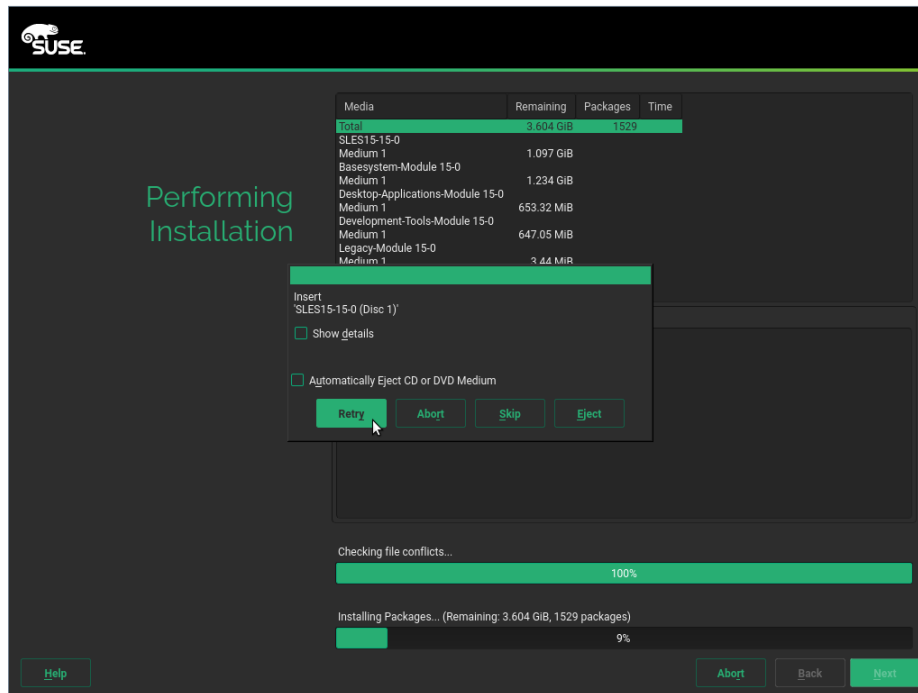 SUSE.
Performing
Installation
Media Remaining Packages Time
Total 3.604 GiB 1529
SLES15-15-0
Medium 1 1.097 GiB
Basesystem-Module 15-0
Medium 1 1.234 GiB
Desktop-Applications-Module 15-0
Medium 1 653.32 MiB
Development-Tools-Module 15-0
Medium 1 647.05 MiB
Legacy-Module 15-0
Medium 1 3.44 MiB
Insert
'SLES15-15-0 (Disc 1)'
Show details
Automatically Eject CD or DVD Medium
Retry Abort Skip Eject
Checking file conflicts...
100%
Installing Packages... (Remaining: 3.604 GiB, 1529 packages)
9%
Help Abort Back Next